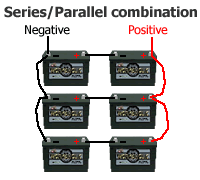 Series/Parallel combination
Negative Positive